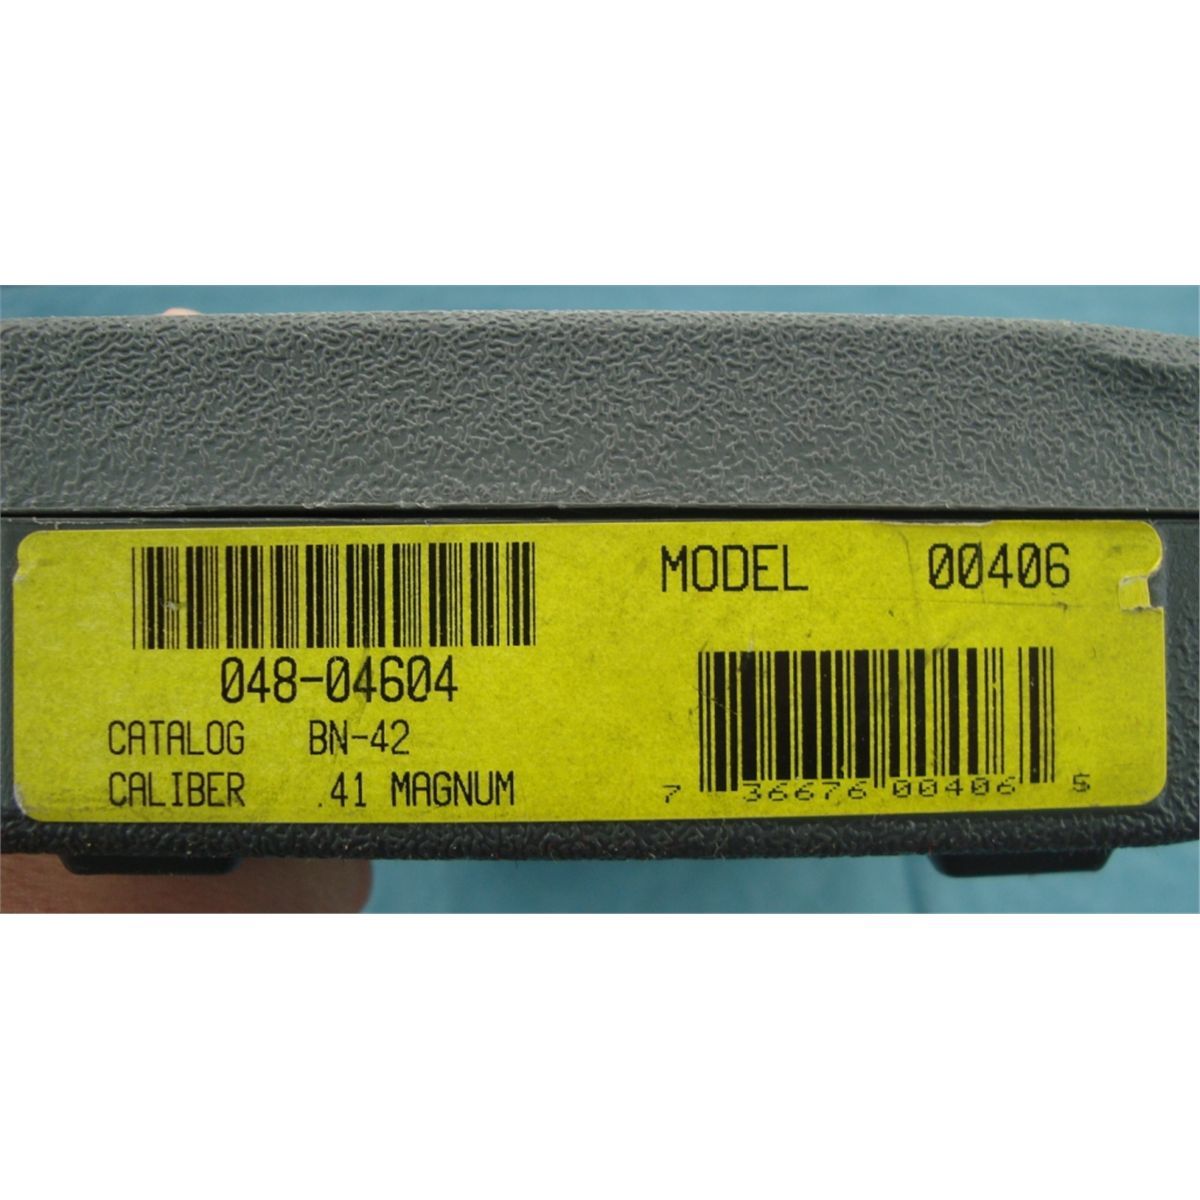 048-04604
CATALOG BN-42
CALIBER .41 MAGNUM
MODEL 00406
7 36676 00406 5